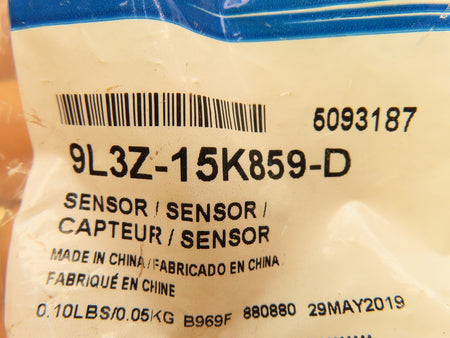 5093187
9L3Z-15K859-D
SENSOR / SENSOR /
CAPTEUR / SENSOR
MADE IN CHINA/FABRICADO EN CHINA
FABRIQUÉ EN CHINE
0.10LBS/0.05KG B969F 880880 29MAY2019